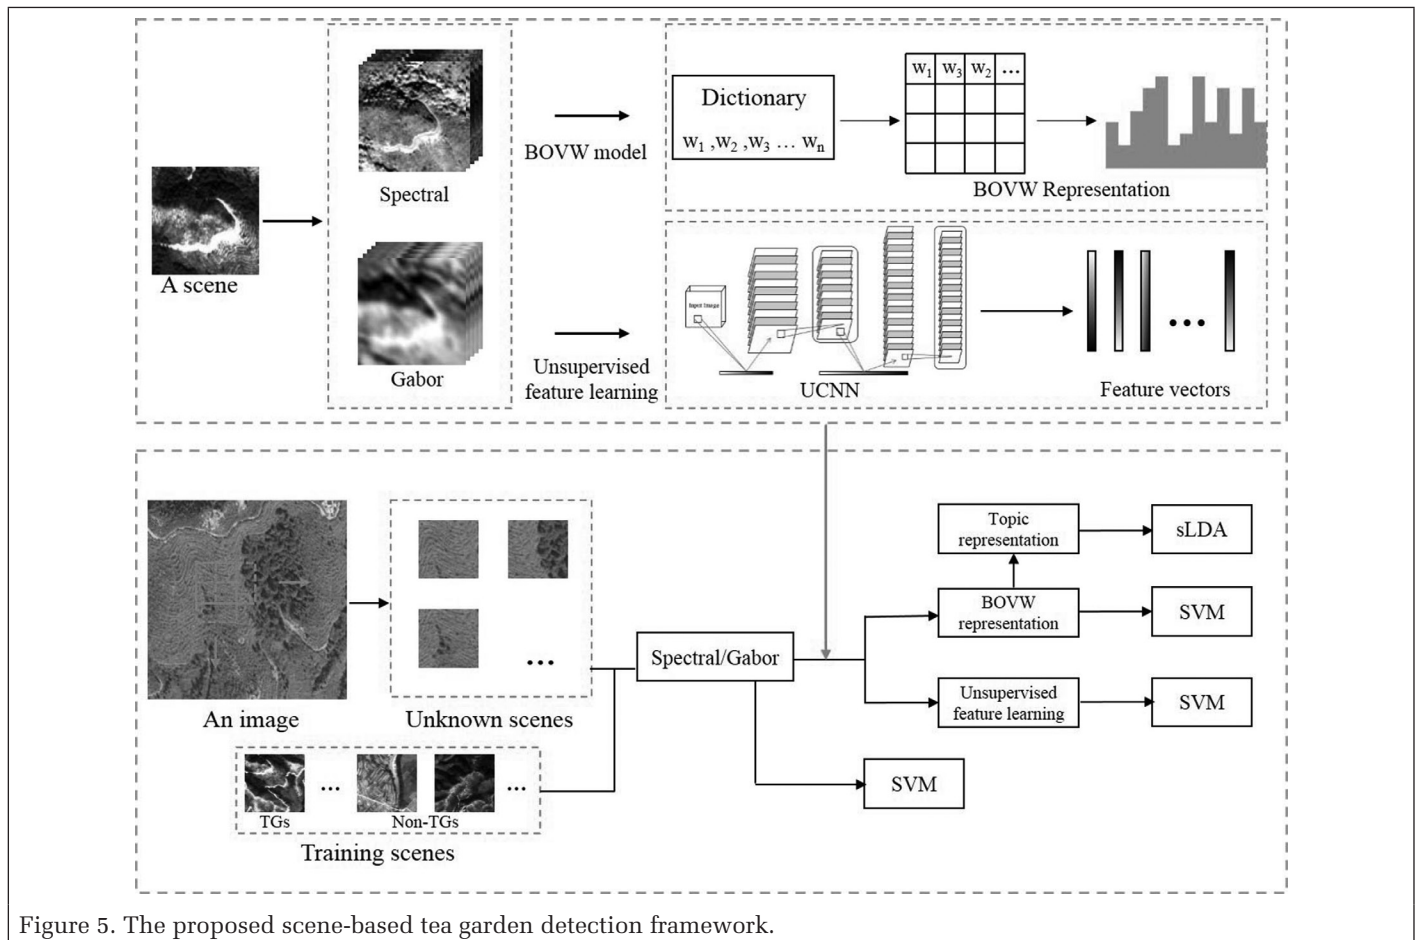 A scene
Spectral
Gabor
BOVW model
Unsupervised
feature learning
Dictionary
w1 ,w2 ,w3 … wn
w1 w3 w2 …
BOVW Representation
Input Image
UCNN
…
Feature vectors
An image
…
Unknown scenes
… …
TGs Non-TGs
Training scenes
Spectral/Gabor
Topic
representation
sLDA
BOVW
representation
SVM
Unsupervised
feature learning
SVM
SVM
Figure 5. The proposed scene-based tea garden detection framework.